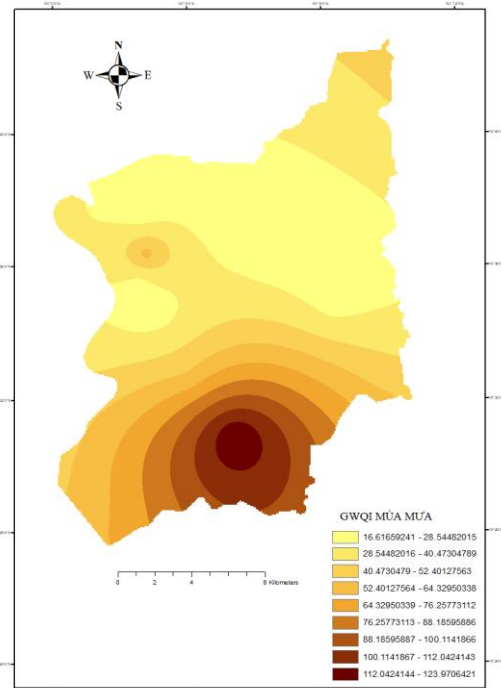 N
W E
S
0 2 4 8 Kilometers
GWQI MÙA MƯA
16.61659241 - 28.54482015
28.54482016 - 40.47304789
40.4730479 - 52.40127563
52.40127564 - 64.32950338
64.32950339 - 76.25773112
76.25773113 - 88.18595886
88.18595887 - 100.1141866
100.1141867 - 112.0424143
112.0424144 - 123.9706421